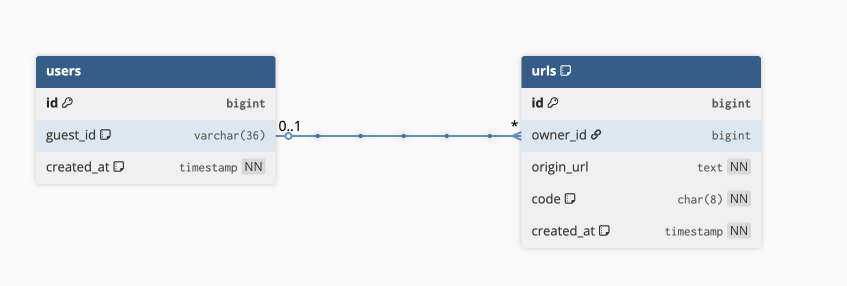 users
id bigint
guest_id varchar(36)
created_at timestamp NN
0..1
*
urls
id bigint
owner_id bigint
origin_url text NN
code char(8) NN
created_at timestamp NN